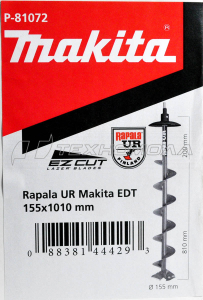 P-81072
makita
EZ CUT
LAZER BLADES
RAPALA
UR
FINLAND
200 mm
810 mm
Rapala UR Makita EDT
155x1010 mm
0 88381 44429 3
Ø 155 mm